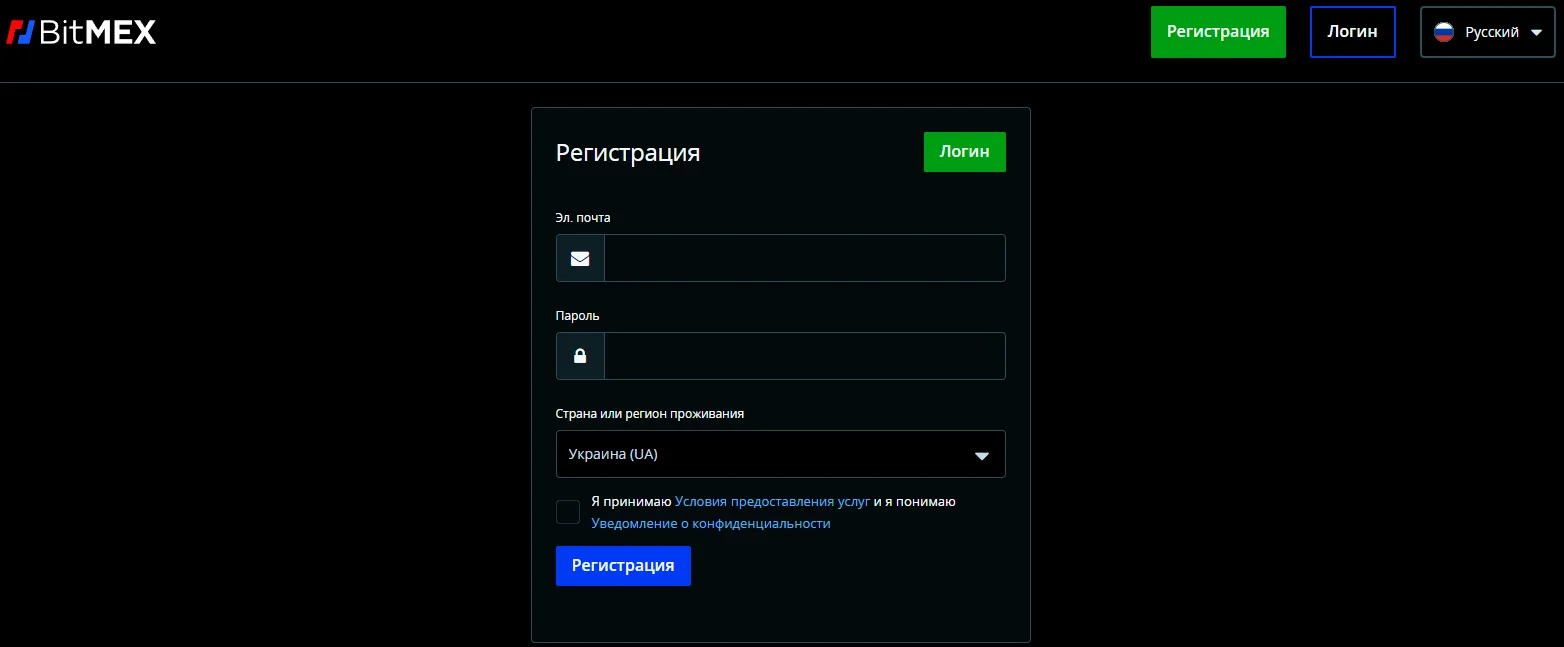 BitMEX
Регистрация
Логин
Русский
Регистрация
Логин
Эл. почта
Пароль
Страна или регион проживания
Украина (UA)
Я принимаю Условия предоставления услуг и я понимаю
Уведомление о конфиденциальности
Регистрация